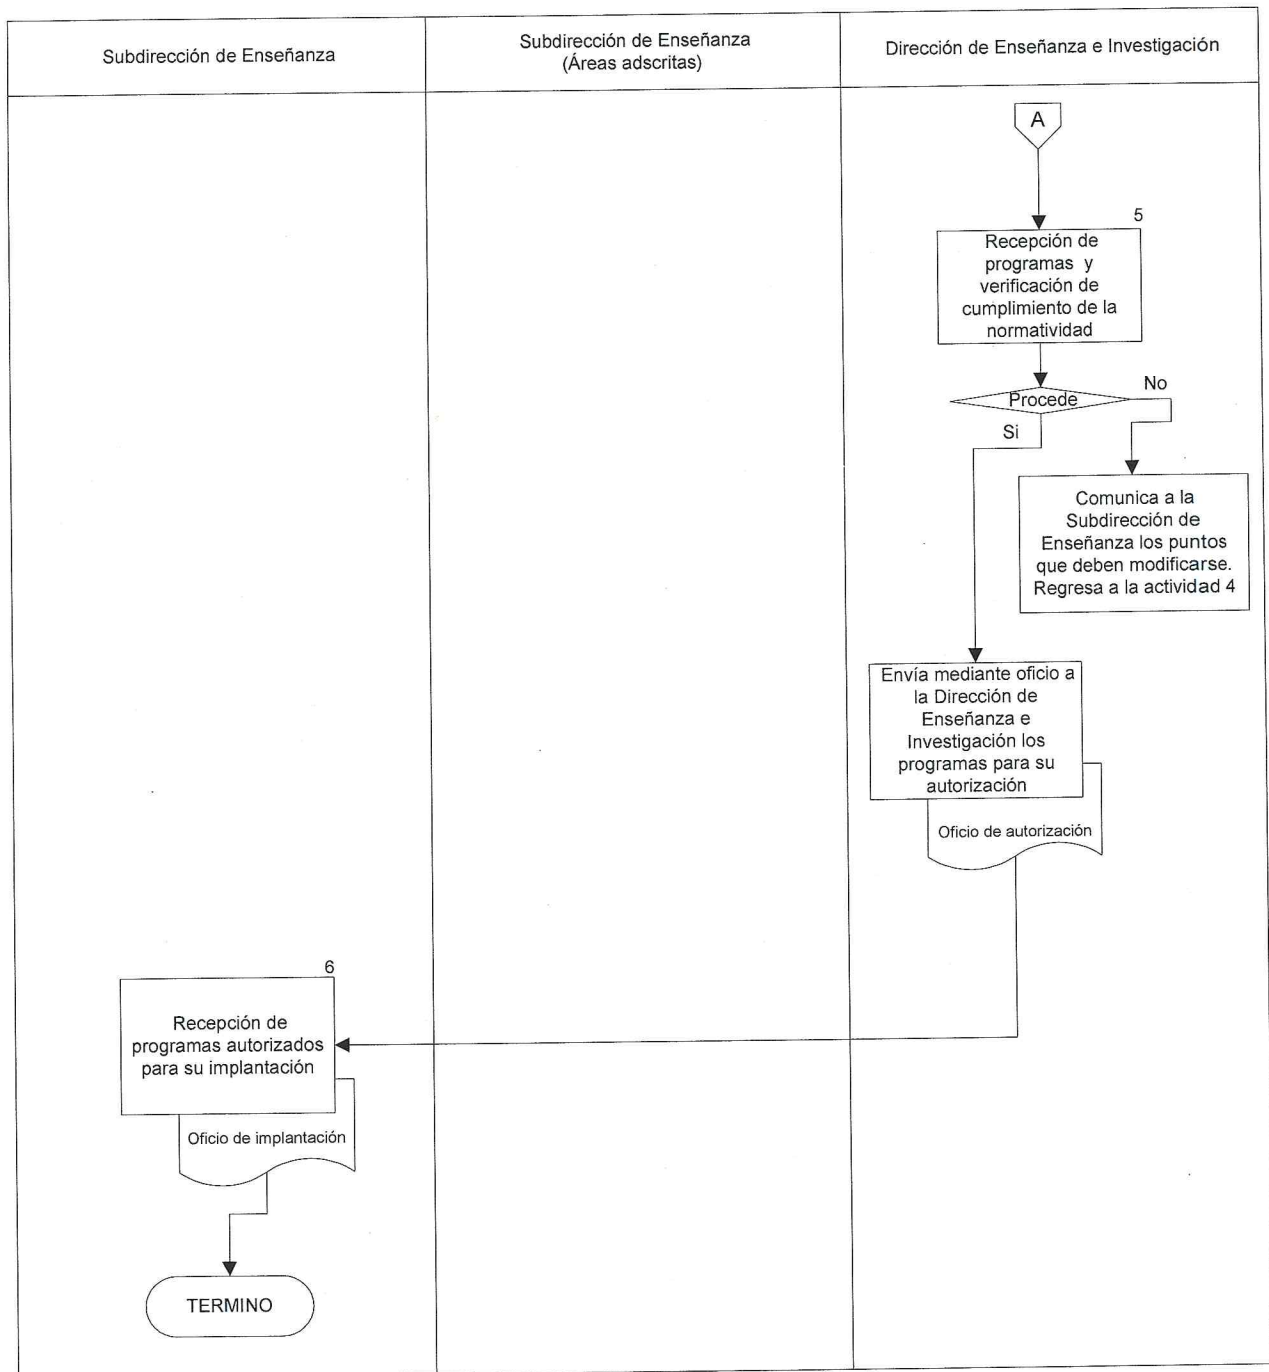 Subdirección de Enseñanza
Subdirección de Enseñanza
(Áreas adscritas)
Dirección de Enseñanza e Investigación
A
5
Recepción de
programas y
verificación de
cumplimiento de la
normatividad
Procede
No
Si
Comunica a la
Subdirección de
Enseñanza los puntos
que deben modificarse.
Regresa a la actividad 4
Envía mediante oficio a
la Dirección de
Enseñanza e
Investigación los
programas para su
autorización
Oficio de autorización
6
Recepción de
programas autorizados
para su implantación
Oficio de implantación
TERMINO